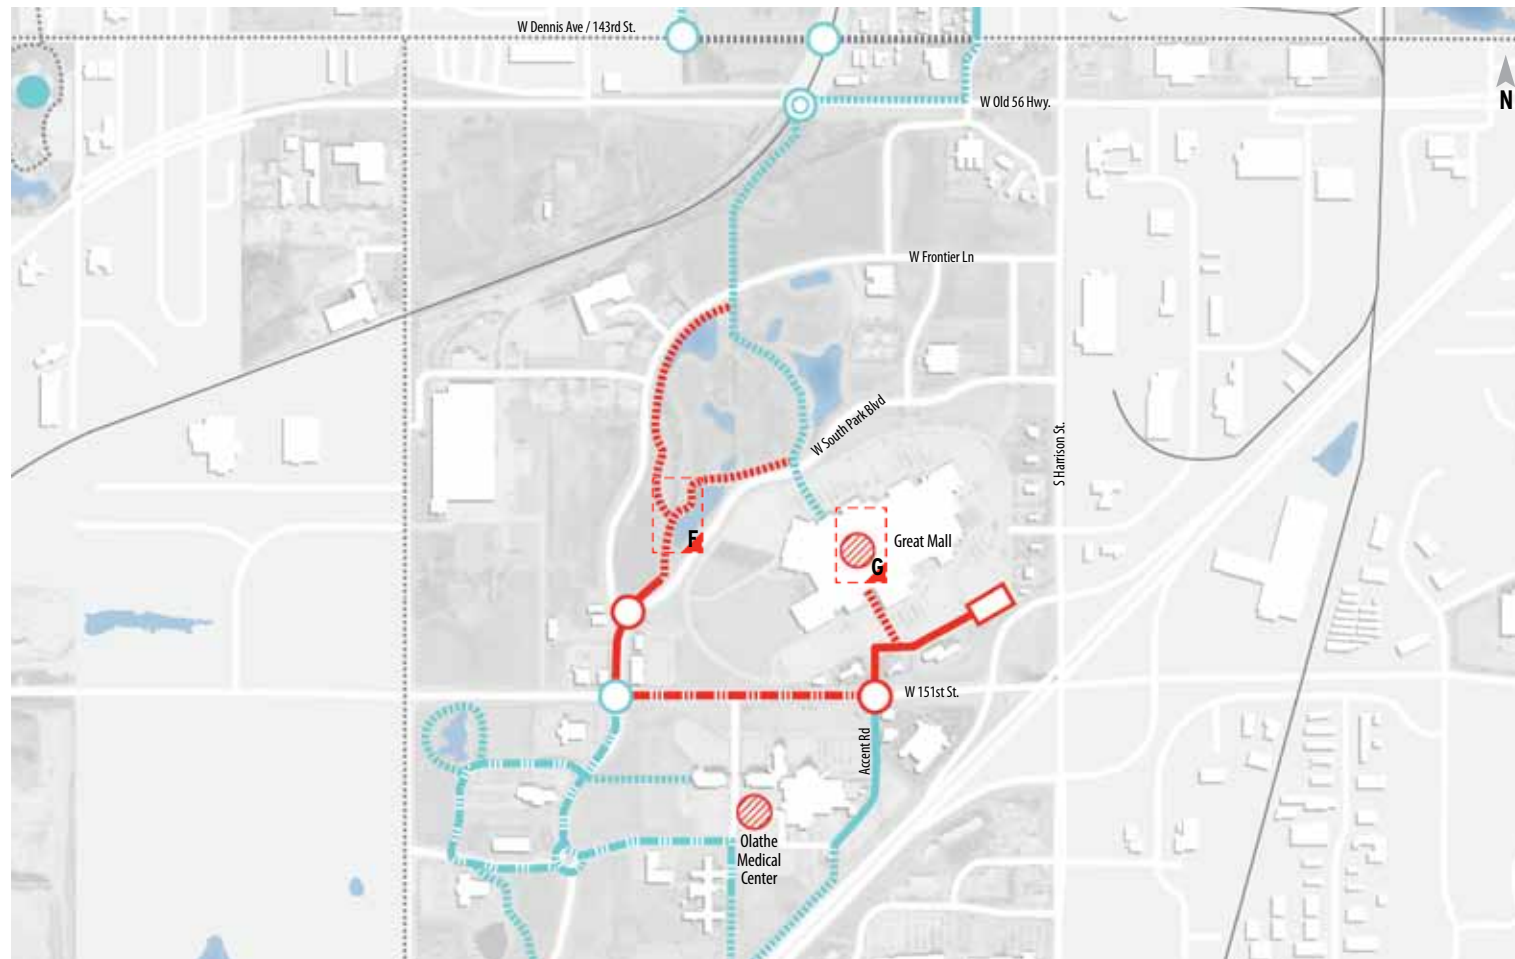 W Dennis Ave / 143rd St.
W Old 56 Hwy.
N
W Frontier Ln
W South Park Blvd
S Harrison St.
F
Great Mall
G
W 151st St.
Accent Rd
Olathe
Medical
Center